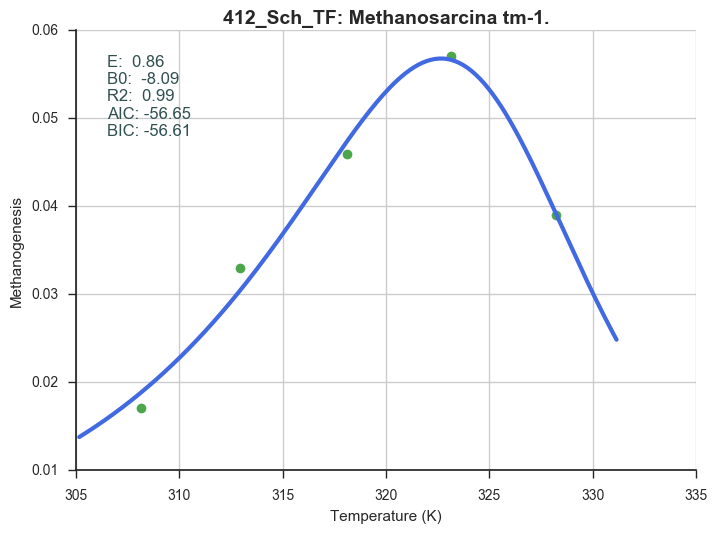 412_Sch_TF: Methanosarcina tm-1.
E:  0.86
B0:  -8.09
R2:  0.99
AIC: -56.65
BIC: -56.61
Methanogenesis
0.06
0.05
0.04
0.03
0.02
0.01
305 310 315 320 325 330 335
Temperature (K)